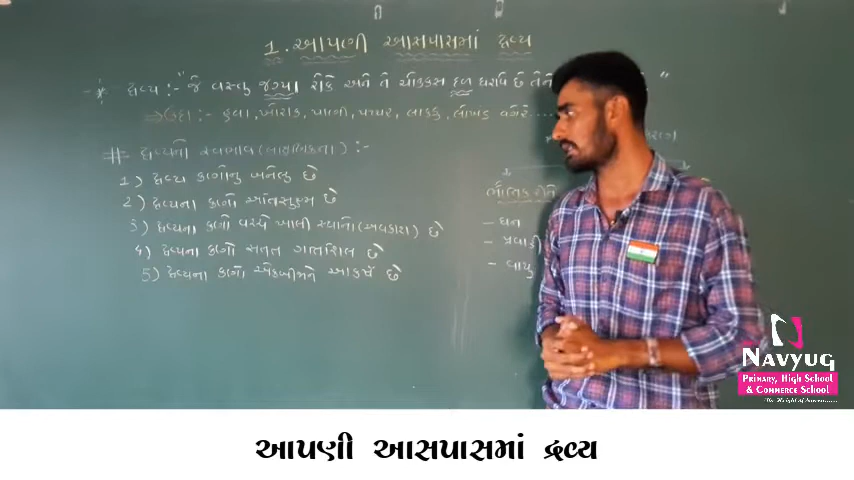 1. આપણી આસપાસમાં દ્રવ્ય
* દ્રવ્ય :- "જે વસ્તુ જગ્યા રોકે અને તે ચોક્કસ દળ ધરાવે છે તેને "
⇒ ઉદા :- હવા, ખોરાક, પાણી, પથ્થર, લાકડુ, લોખંડ વગેરે....
# દ્રવ્યનો સ્વભાવ (લાક્ષણિકતા) :-
1) દ્રવ્ય કણોનુ બનેલુ છે
2) દ્રવ્યના કણો અતિસૂક્ષ્મ છે
3) દ્રવ્યના કણો વચ્ચે ખાલી સ્થાનો (અવકાશ) છે
4) દ્રવ્યના કણો સતત ગતિશિલ છે
5) દ્રવ્યના કણો એકબીજાને આકર્ષે છે
ભૌતિક રીતે
- ઘન
- પ્રવાહી
- વાયુ
NAVYUG
PRIMARY, HIGH SCHOOL
& COMMERCE SCHOOL
આપણી આસપાસમાં દ્રવ્ય